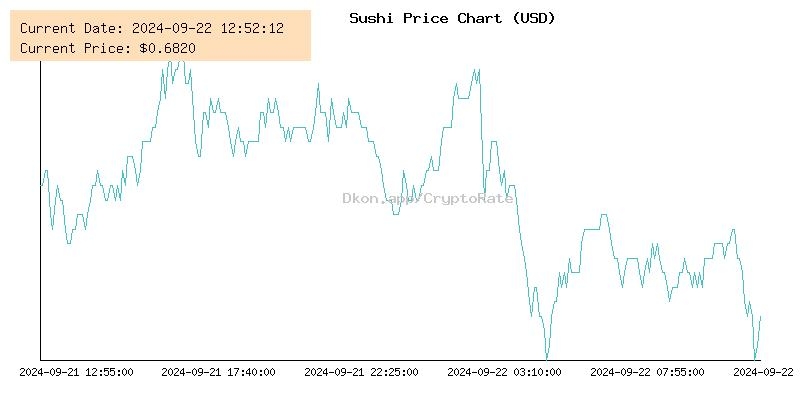 Sushi Price Chart (USD)
Current Date: 2024-09-22 12:52:12
Current Price: $0.6820
Dkon.app/CryptoRate
2024-09-21 12:55:00 2024-09-21 17:40:00 2024-09-21 22:25:00 2024-09-22 03:10:00 2024-09-22 07:55:00 2024-09-22